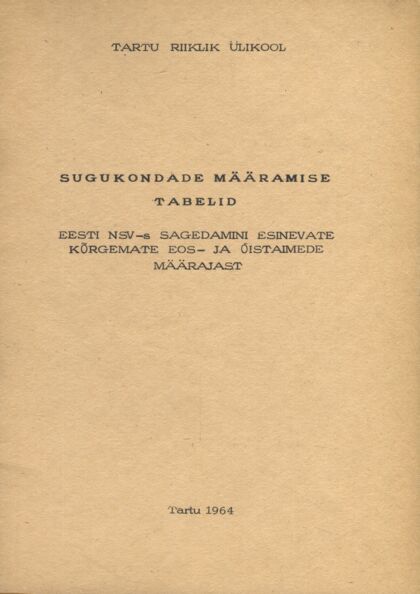 TARTU RIIKLIK ÜLIKOOL
SUGUKONDADE MÄÄRAMISE
TABELID
EESTI NSV-s SAGEDAMINI ESINEVATE
KÕRGEMATE EOS- JA ÕISTAIMEDE
MÄÄRAJAST
Tartu 1964